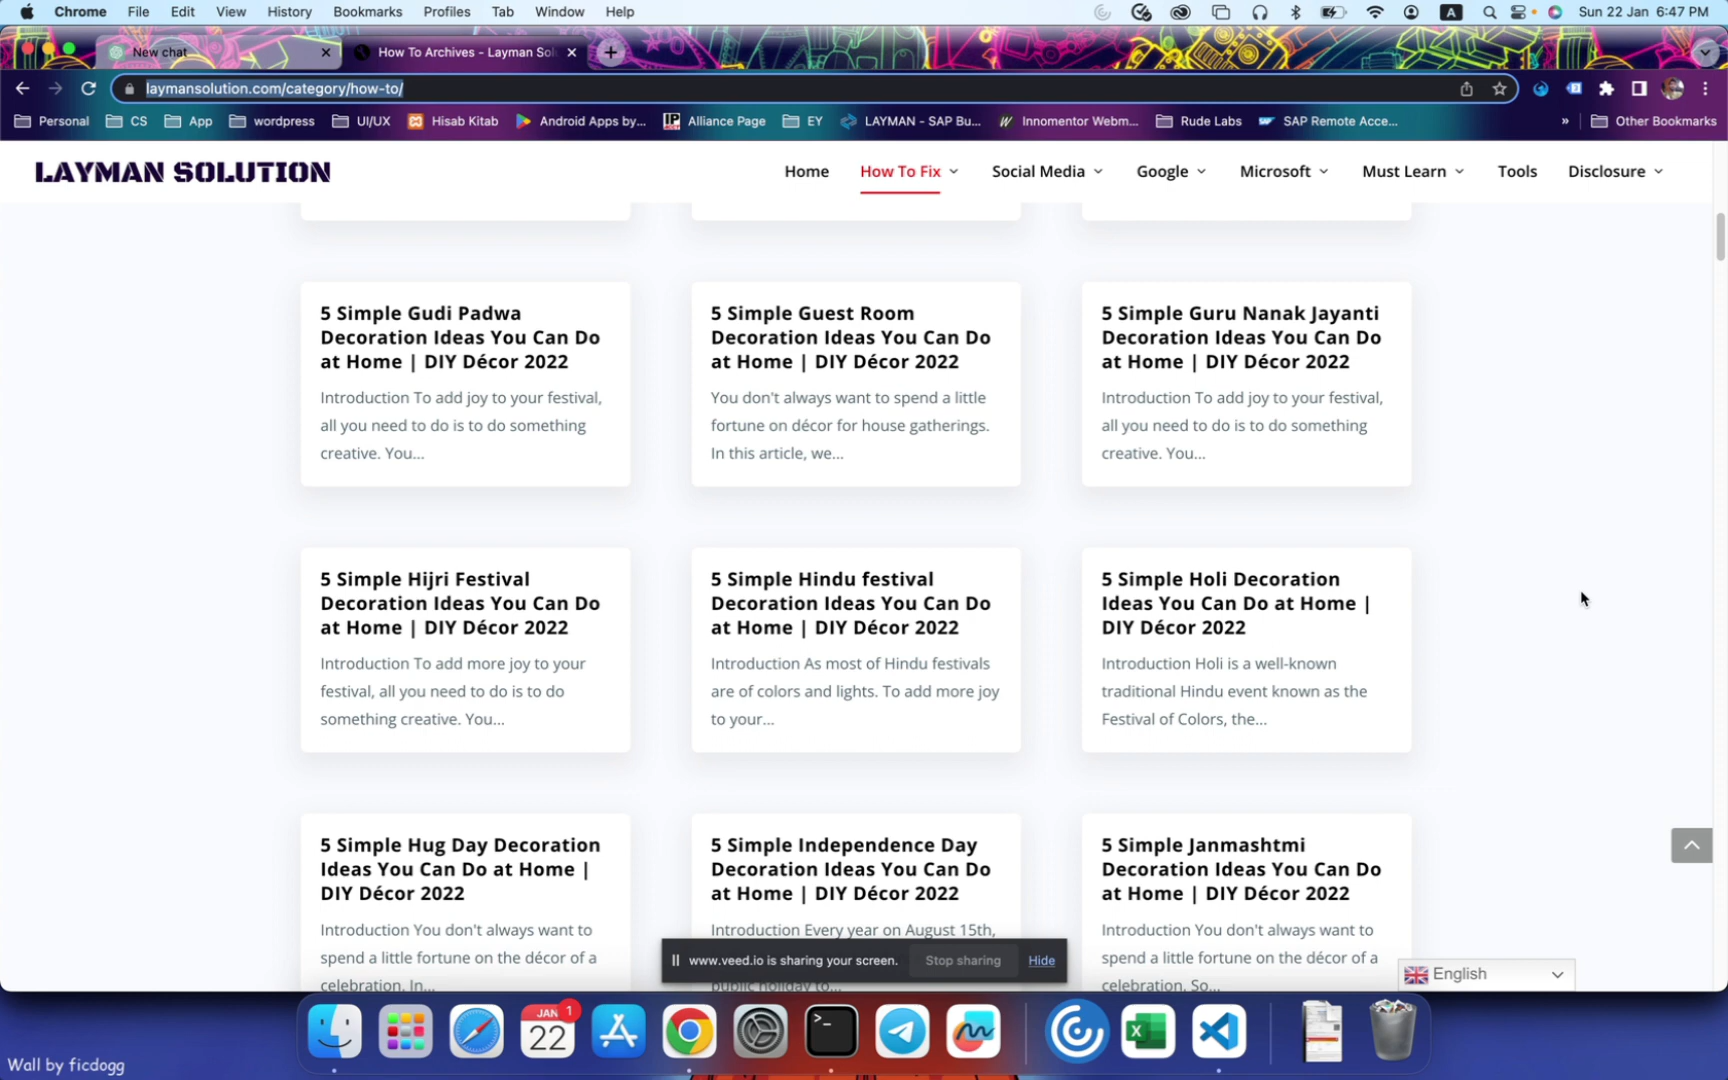 Chrome File Edit View History Bookmarks Profiles Tab Window Help A Sun 22 Jan 6:47 PM
New chat How To Archives - Layman Sol
laymansolution.com/category/how-to/
Personal CS App wordpress UI/UX Hisab Kitab Android Apps by... Alliance Page EY LAYMAN - SAP Bu... Innomentor Webm... Rude Labs SAP Remote Acce... » Other Bookmarks
LAYMAN SOLUTION Home How To Fix Social Media Google Microsoft Must Learn Tools Disclosure
5 Simple Gudi Padwa
Decoration Ideas You Can Do
at Home | DIY Décor 2022
Introduction To add joy to your festival,
all you need to do is to do something
creative. You...
5 Simple Guest Room
Decoration Ideas You Can Do
at Home | DIY Décor 2022
You don't always want to spend a little
fortune on décor for house gatherings.
In this article, we...
5 Simple Guru Nanak Jayanti
Decoration Ideas You Can Do
at Home | DIY Décor 2022
Introduction To add joy to your festival,
all you need to do is to do something
creative. You...
5 Simple Hijri Festival
Decoration Ideas You Can Do
at Home | DIY Décor 2022
Introduction To add more joy to your
festival, all you need to do is to do
something creative. You...
5 Simple Hindu festival
Decoration Ideas You Can Do
at Home | DIY Décor 2022
Introduction As most of Hindu festivals
are of colors and lights. To add more joy
to your...
5 Simple Holi Decoration
Ideas You Can Do at Home |
DIY Décor 2022
Introduction Holi is a well-known
traditional Hindu event known as the
Festival of Colors, the...
5 Simple Hug Day Decoration
Ideas You Can Do at Home |
DIY Décor 2022
Introduction You don't always want to
spend a little fortune on the décor of a
celebration. In...
5 Simple Independence Day
Decoration Ideas You Can Do
at Home | DIY Décor 2022
Introduction Every year on August 15th,
public holiday to...
5 Simple Janmashtmi
Decoration Ideas You Can Do
at Home | DIY Décor 2022
Introduction You don't always want to
spend a little fortune on the décor of a
celebration. So...
www.veed.io is sharing your screen. Stop sharing Hide
English
JAN 1
22
Wall by ficdogg